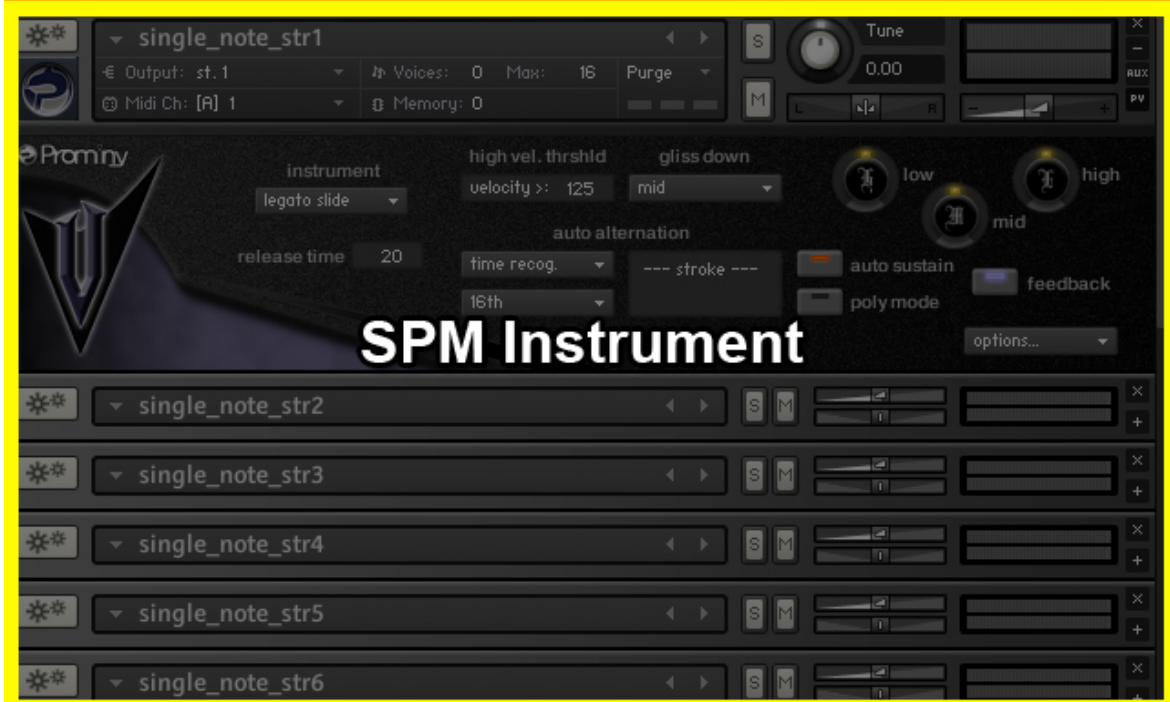 single_note_str1
S
Tune
Output: st.1
Voices: 0 Max: 16
Purge
0.00
AUX
Midi Ch: [A] 1
Memory: 0
M
L
R
PV
Prominy
instrument
high vel. thrshld
gliss down
low
high
legato slide
velocity >: 125
mid
mid
auto alternation
release time 20
time recog.
--- stroke ---
auto sustain
feedback
16th
poly mode
SPM Instrument
options...
single_note_str2
S M
single_note_str3
S M
single_note_str4
S M
single_note_str5
S M
single_note_str6
S M